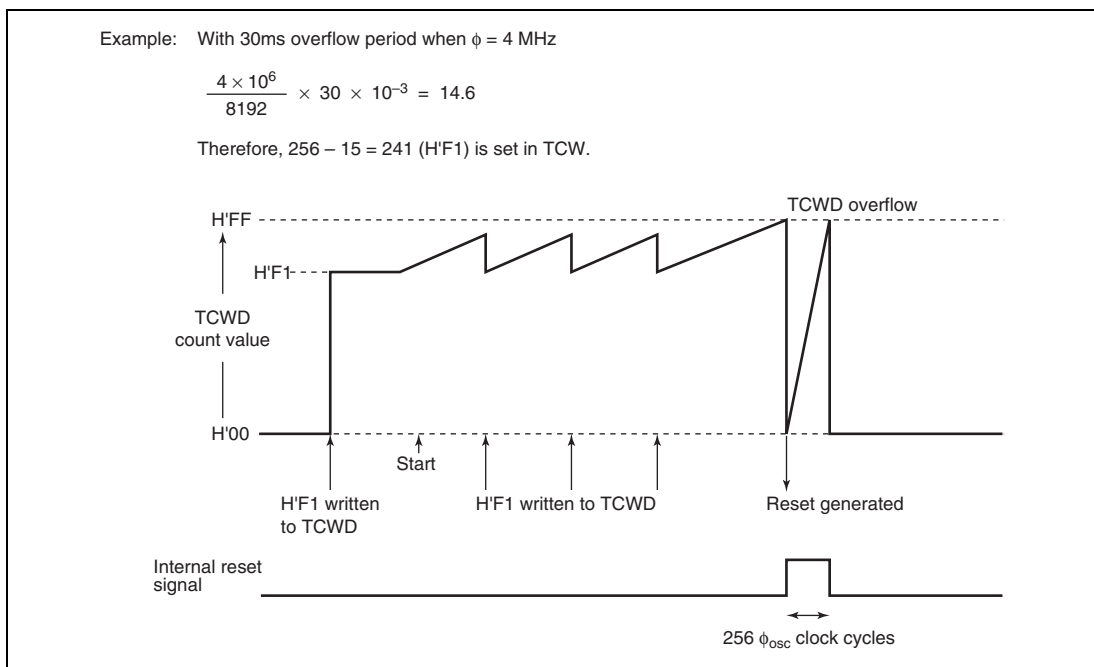 Example: With 30ms overflow period when ϕ = 4 MHz
4 × 10⁶
8192
× 30 × 10⁻³ = 14.6
Therefore, 256 – 15 = 241 (H'F1) is set in TCW.
TCWD overflow
H'FF
H'F1
TCWD
count value
H'00
Start
H'F1 written
to TCWD
H'F1 written to TCWD
Reset generated
Internal reset
signal
256 ϕosc clock cycles